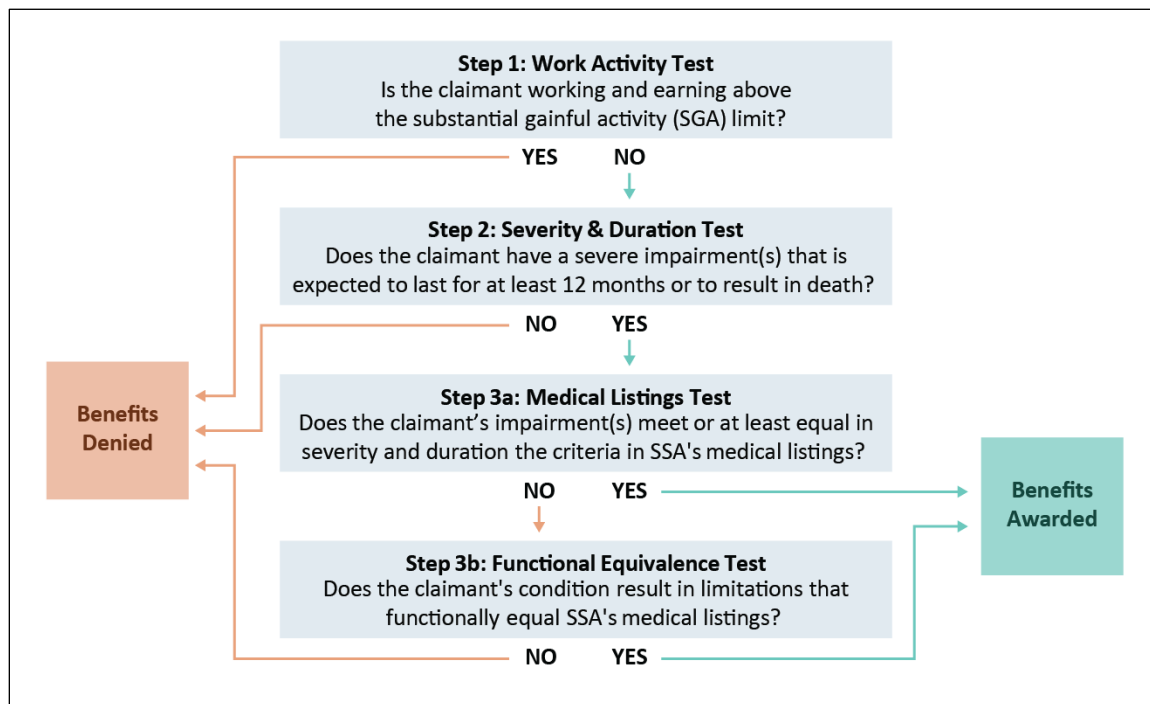 Step 1: Work Activity Test
Is the claimant working and earning above
the substantial gainful activity (SGA) limit?
YES NO
Step 2: Severity & Duration Test
Does the claimant have a severe impairment(s) that is
expected to last for at least 12 months or to result in death?
NO YES
Benefits
Denied
Step 3a: Medical Listings Test
Does the claimant’s impairment(s) meet or at least equal in
severity and duration the criteria in SSA's medical listings?
NO YES
Benefits
Awarded
Step 3b: Functional Equivalence Test
Does the claimant's condition result in limitations that
functionally equal SSA's medical listings?
NO YES